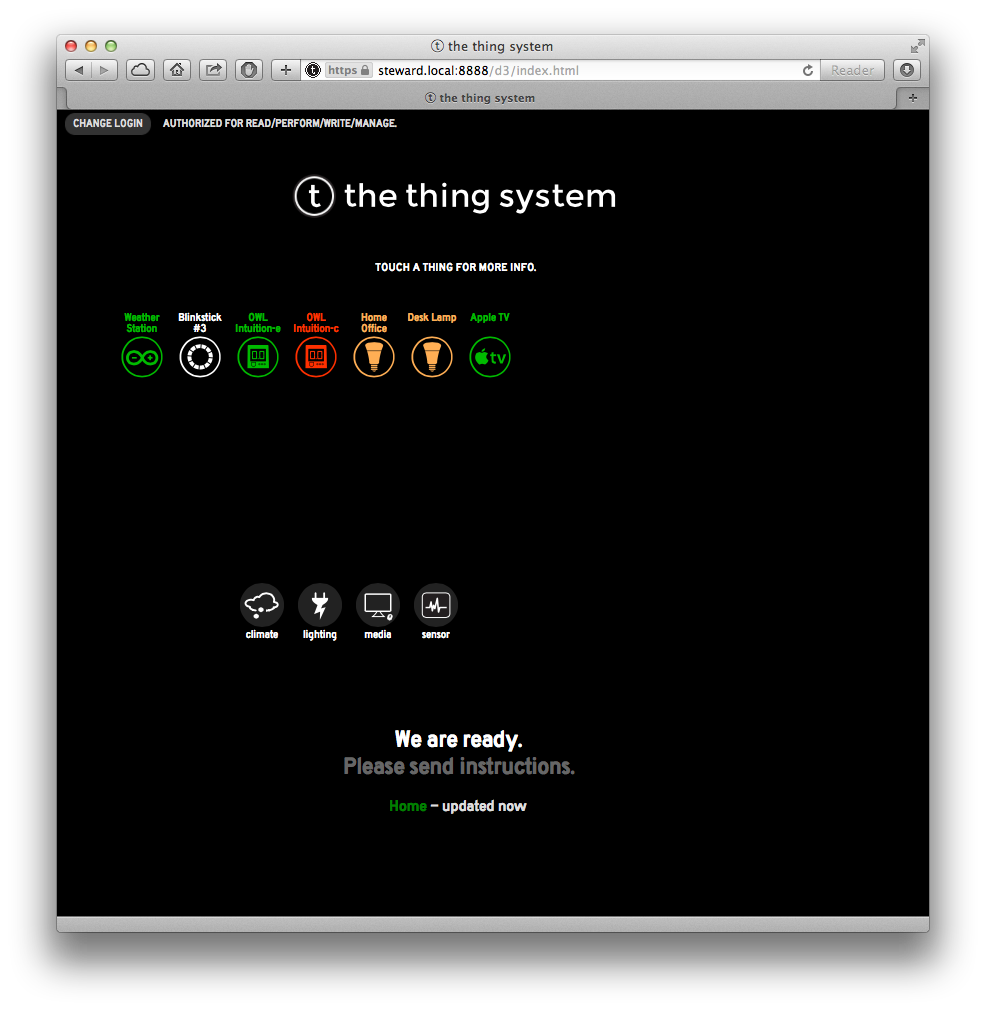 ⓣ the thing system
https steward.local:8888/d3/index.html Reader
ⓣ the thing system
CHANGE LOGIN AUTHORIZED FOR READ/PERFORM/WRITE/MANAGE.
ⓣ the thing system
TOUCH A THING FOR MORE INFO.
Weather Station
Blinkstick #3
OWL Intuition-e
OWL Intuition-c
Home Office
Desk Lamp
Apple TV
tv
climate
lighting
media
sensor
We are ready.
Please send instructions.
Home – updated now